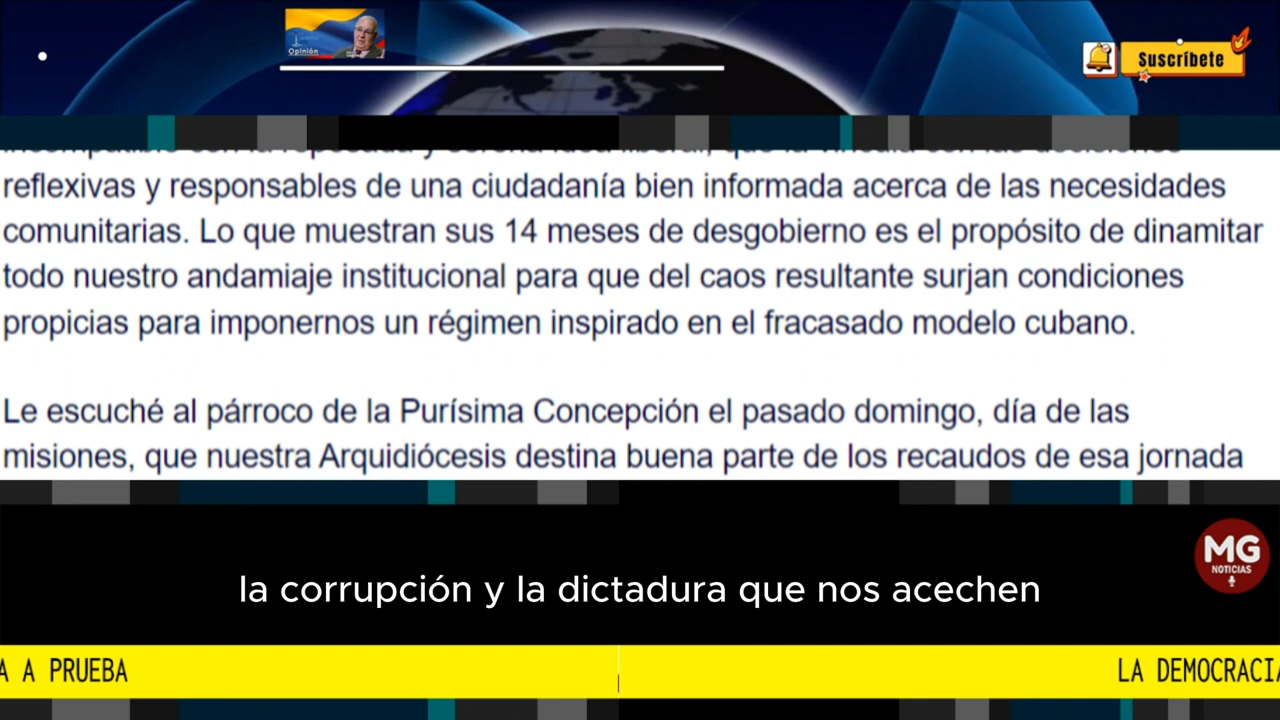 Opinión
Suscríbete
reflexivas y responsables de una ciudadanía bien informada acerca de las necesidades
comunitarias. Lo que muestran sus 14 meses de desgobierno es el propósito de dinamitar
todo nuestro andamiaje institucional para que del caos resultante surjan condiciones
propicias para imponernos un régimen inspirado en el fracasado modelo cubano.
Le escuché al párroco de la Purísima Concepción el pasado domingo, día de las
misiones, que nuestra Arquidiócesis destina buena parte de los recaudos de esa jornada
MG
NOTICIAS
la corrupción y la dictadura que nos acechen
A A PRUEBA
LA DEMOCRACIA